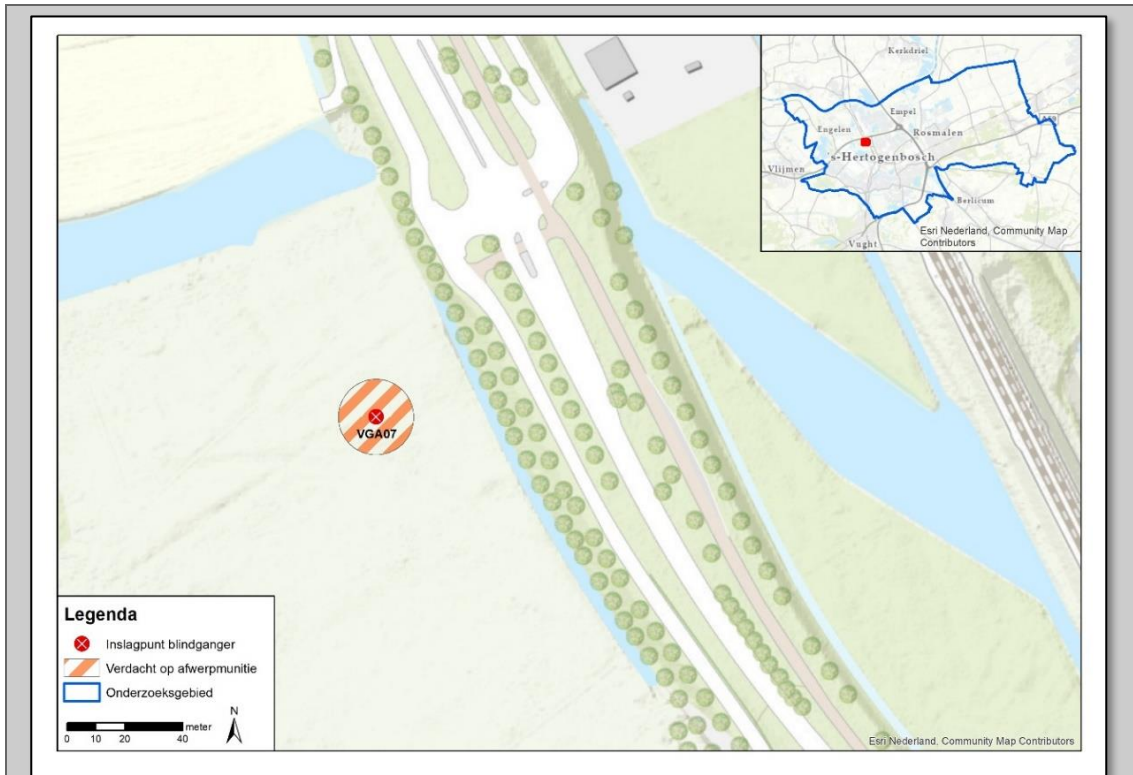 Kerkdriel
Empel
A59
Engelen
Rosmalen
's-Hertogenbosch
Vlijmen
Berlicum
Vught
Esri Nederland, Community Map
Contributors
VGA07
Legenda
Inslagpunt blindganger
Verdacht op afwerpmunitie
Onderzoeksgebied
meter
0 10 20 40
N
Esri Nederland, Community Map Contributors